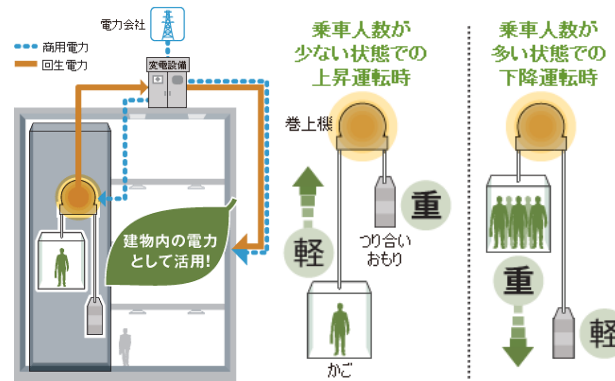 電力会社
商用電力
回生電力
変電設備
建物内の電力
として活用!
乗車人数が
少ない状態での
上昇運転時
巻上機
重
つり合い
おもり
軽
かご
乗車人数が
多い状態での
下降運転時
重
軽